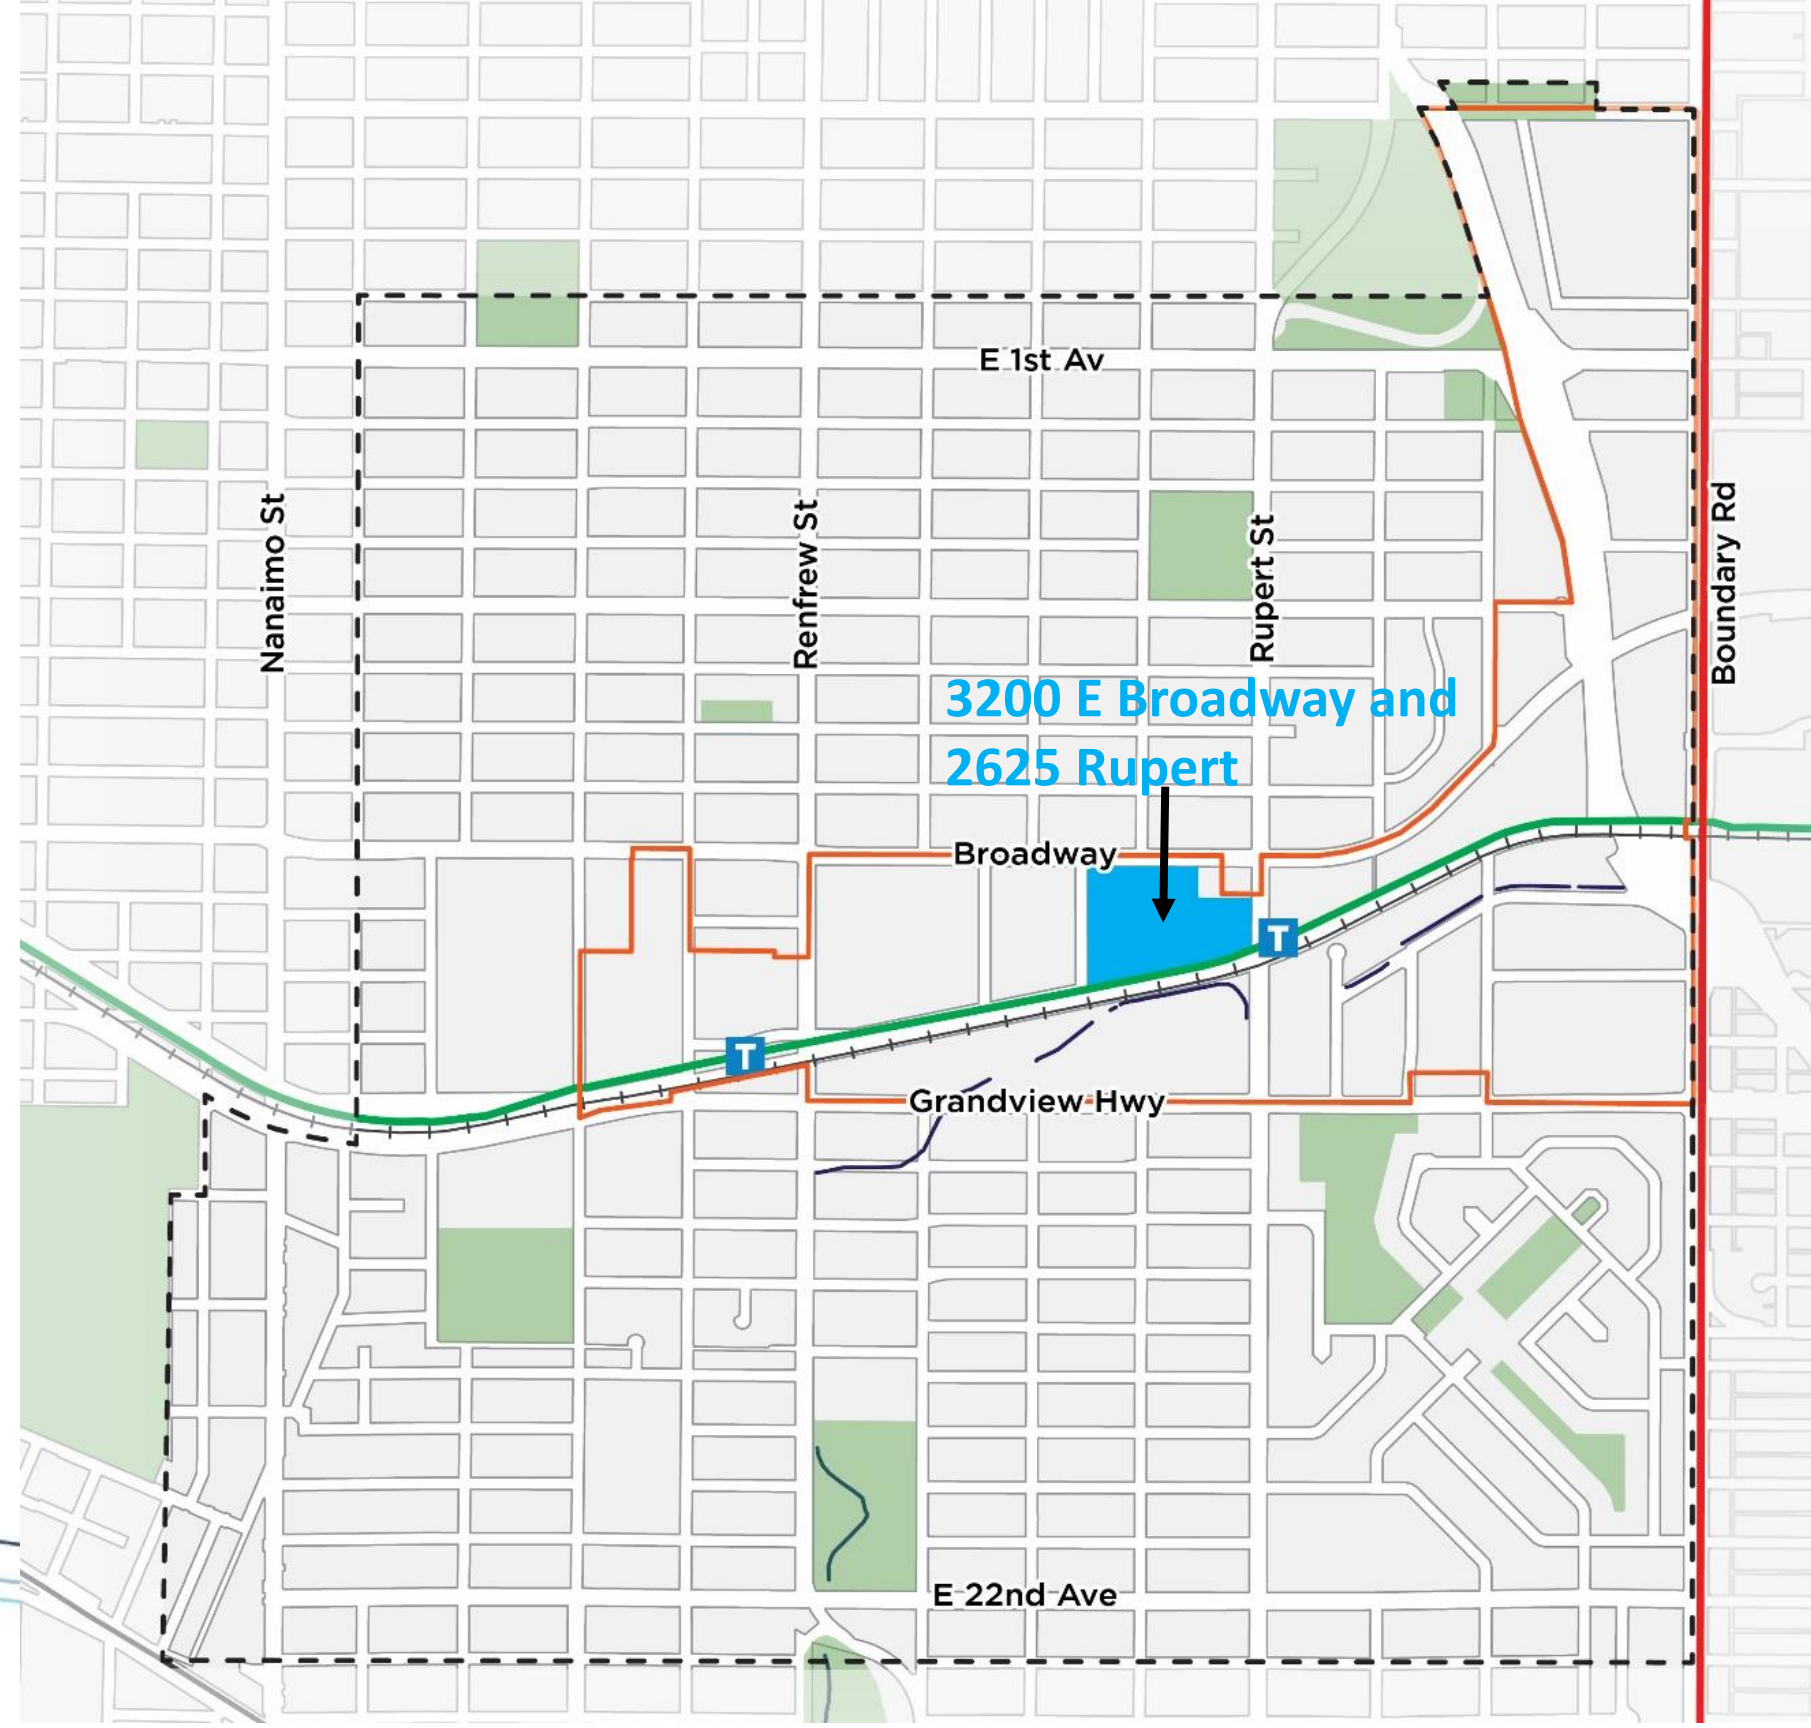 E 1st Av
Nanaimo St
Renfrew St
Rupert St
Boundary Rd
3200 E Broadway and
2625 Rupert
Broadway
T
T
Grandview Hwy
E 22nd Ave